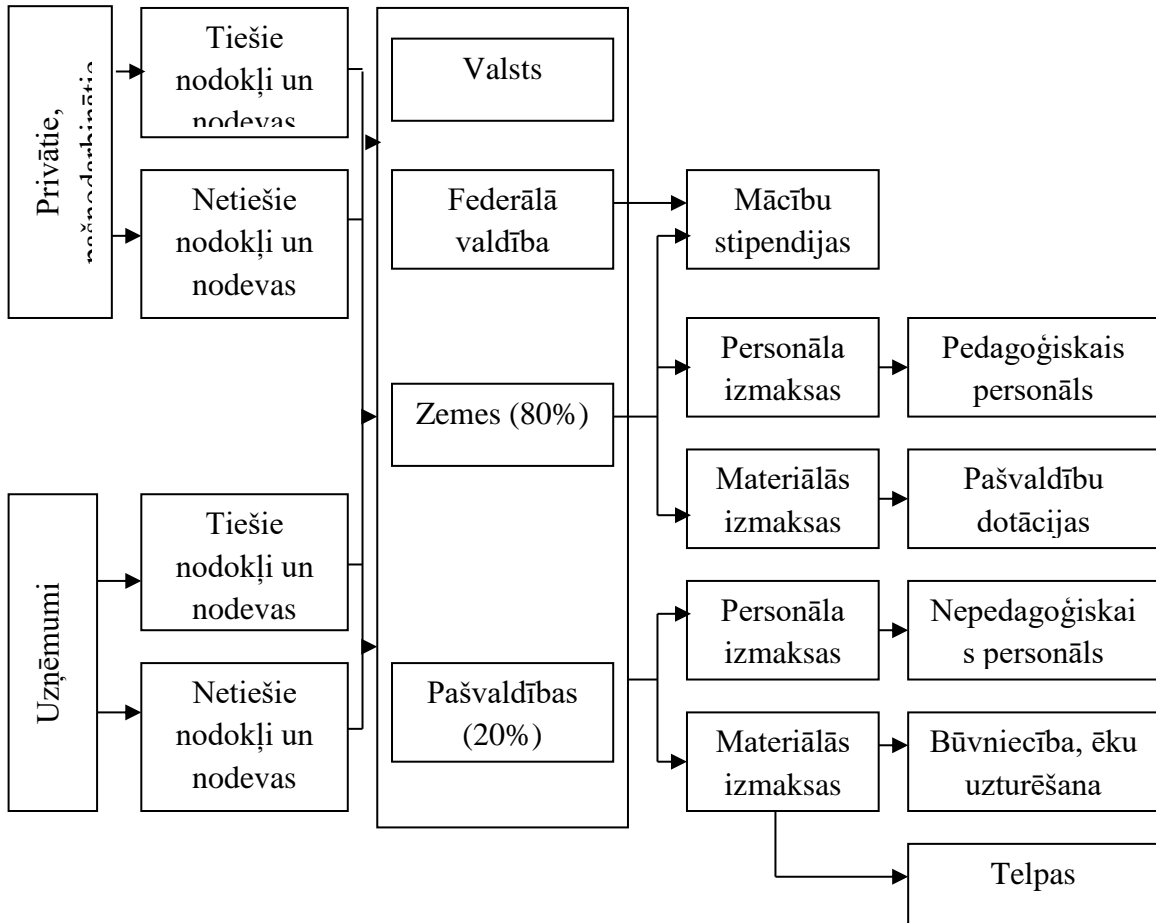 Privātie,
Tiešie
nodokļi un
nodevas
Netiešie
nodokļi un
nodevas
Uzņēmumi
Tiešie
nodokļi un
nodevas
Netiešie
nodokļi un
nodevas
Valsts
Federālā
valdība
Zemes (80%)
Pašvaldības
(20%)
Mācību
stipendijas
Personāla
izmaksas
Pedagoģiskais
personāls
Materiālās
izmaksas
Pašvaldību
dotācijas
Personāla
izmaksas
Nepedagoģiskai
s personāls
Materiālās
izmaksas
Būvniecība, ēku
uzturēšana
Telpas